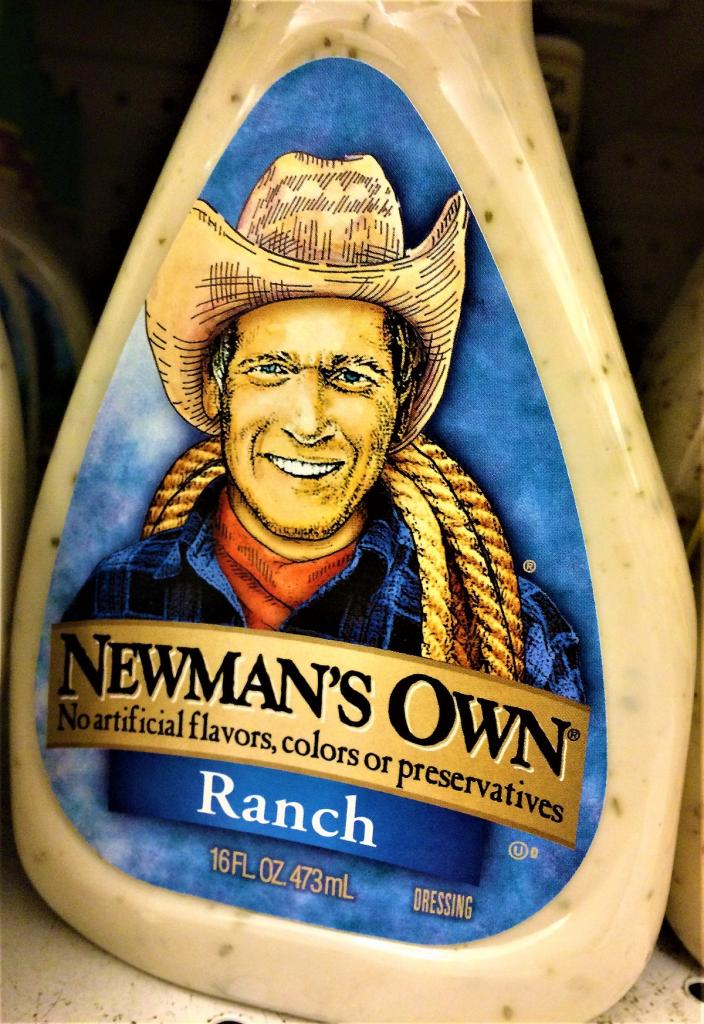 ®
NEWMAN'S OWN®
No artificial flavors, colors or preservatives
Ranch
Ⓤ D
16 FL. OZ. 473mL
DRESSING